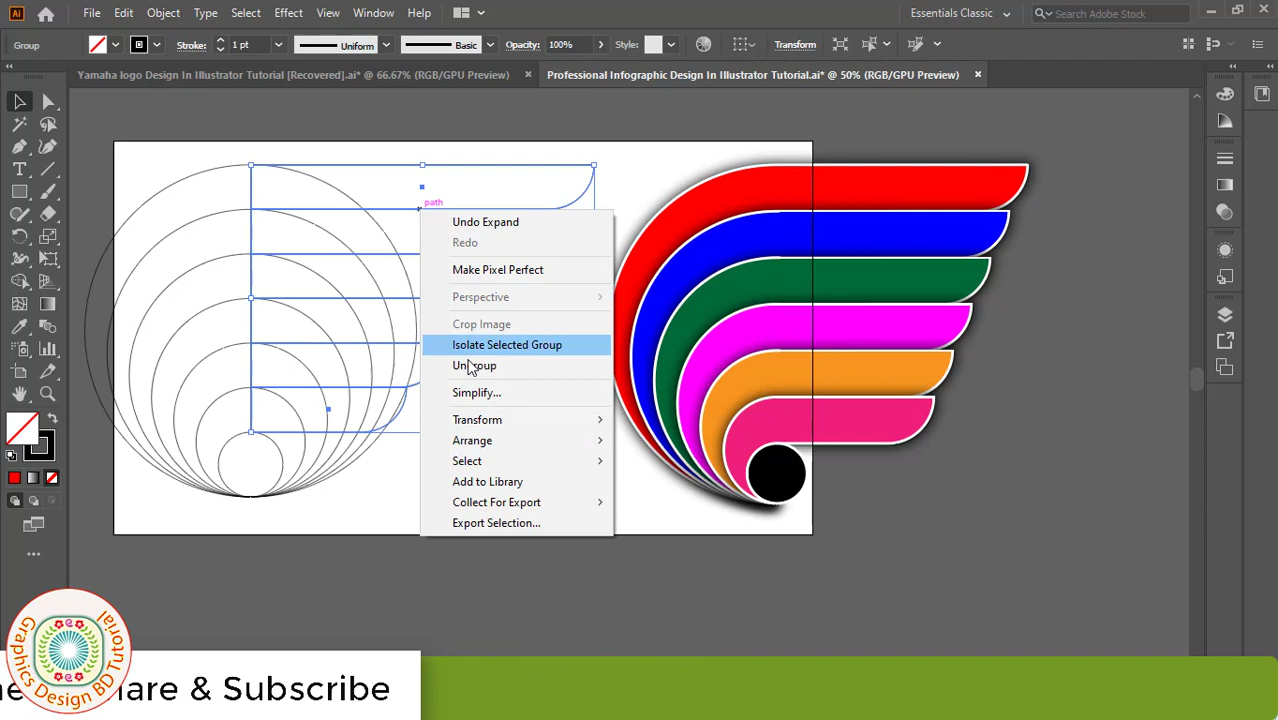 Ai File Edit Object Type Select Effect View Window Help Essentials Classic Search Adobe Stock
Group Stroke: 1 pt Uniform Basic Opacity: 100% Style: Transform
Yamaha logo Design In Illustrator Tutorial [Recovered].ai* @ 66.67% (RGB/GPU Preview) Professional Infographic Design In Illustrator Tutorial.ai* @ 50% (RGB/GPU Preview)
path
Undo Expand
Redo
Make Pixel Perfect
Perspective
Crop Image
Isolate Selected Group
Ungroup
Simplify...
Transform
Arrange
Select
Add to Library
Collect For Export
Export Selection...
Graphics Design BD Tutorial
hare & Subscribe